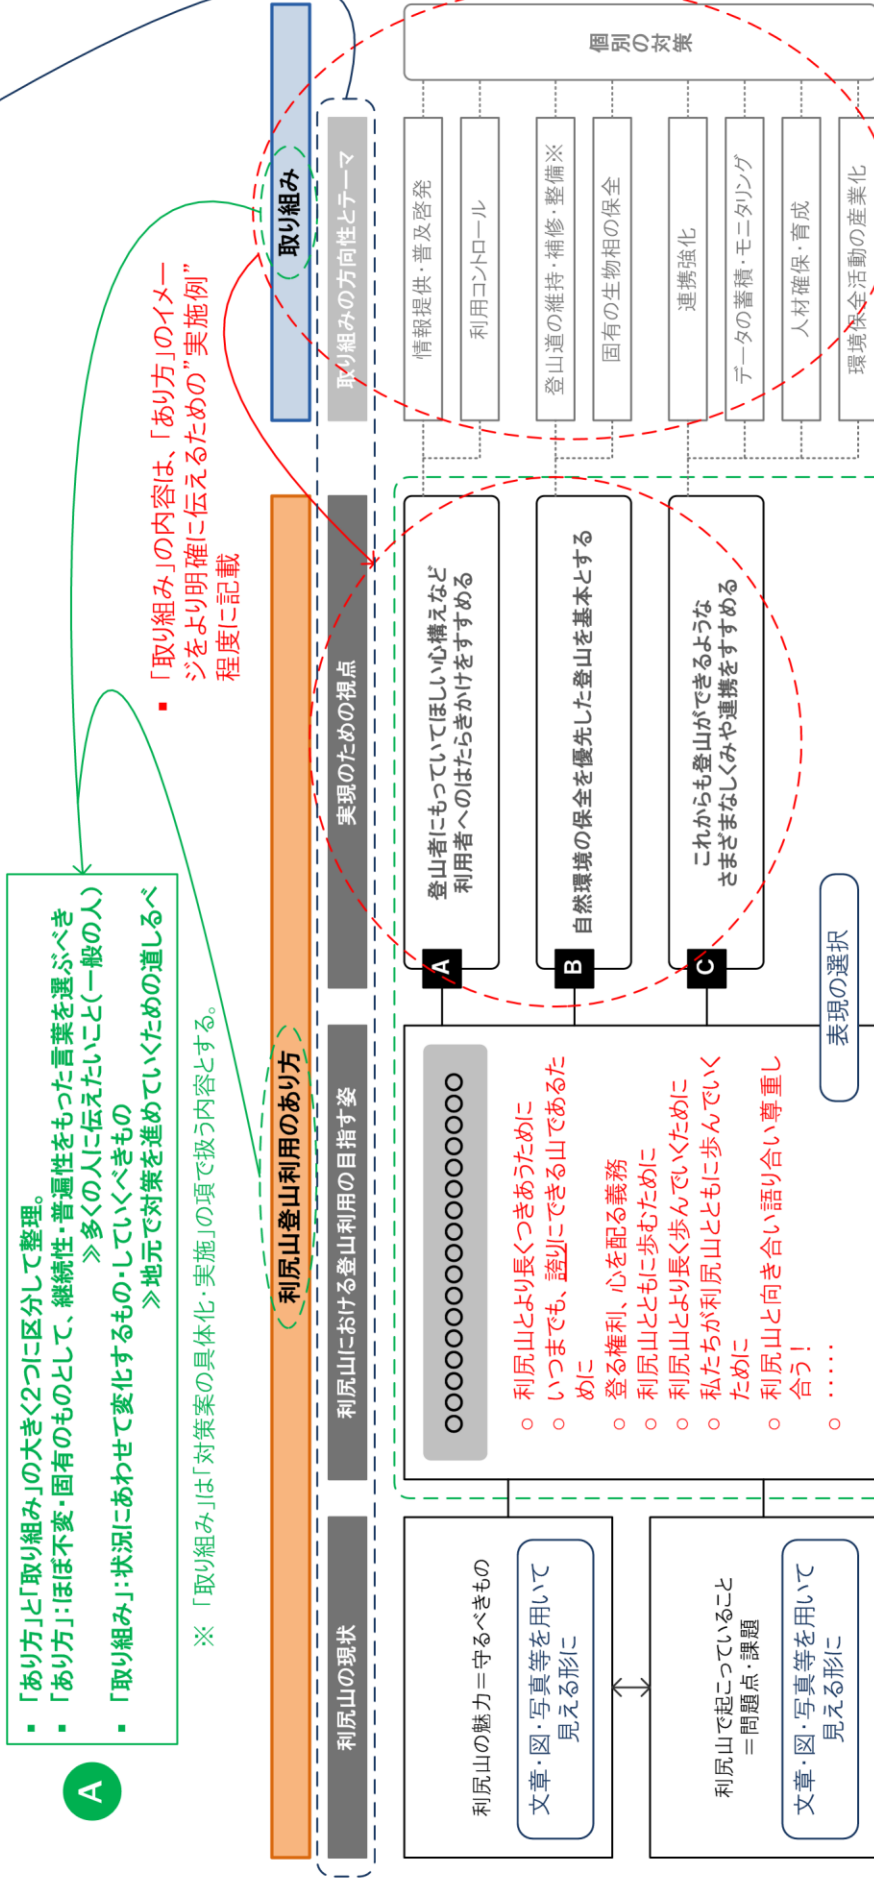 A
▪ 「あり方」と「取り組み」の大きく2つに区分して整理。
▪ 「あり方」：ほぼ不変・固有のものとして、継続性・普遍性をもった言葉を選ぶべき
≫多くの人に伝えたいこと（一般の人）
▪ 「取り組み」：状況にあわせて変化するもの・していくべきもの
≫地元で対策を進めていくための道しるべ
※ 「取り組み」は「対策案の具体化・実施」の項で扱う内容とする。
▪ 「取り組み」の内容は、「あり方」のイメー
ジをより明確に伝えるための”実施例”
程度に記載
利尻山登山利用のあり方
取り組み
利尻山の現状
利尻山における登山利用の目指す姿
実現のための視点
取り組みの方向性とテーマ
利尻山の魅力＝守るべきもの
文章・図・写真等を用いて
見える形に
利尻山で起こっていること
＝問題点・課題
文章・図・写真等を用いて
見える形に
○○○○○○○○○○○○○○○○○○
○ 利尻山とより長くつきあうために
○ いつまでも、誇りにできる山であるた
めに
○ 登る権利、心を配る義務
○ 利尻山とともに歩むために
○ 利尻山とより長く歩んでいくために
○ 私たちが利尻山とともに歩んでいく
ために
○ 利尻山と向き合い語り合い尊重し
合う！
○ ・・・・・
表現の選択
A
登山者にもっていてほしい心構えなど
利用者へのはたらきかけをすすめる
B
自然環境の保全を優先した登山を基本とする
C
これからも登山ができるような
さまざまなしくみや連携をすすめる
情報提供・普及啓発
利用コントロール
登山道の維持・補修・整備※
固有の生物相の保全
連携強化
データの蓄積・モニタリング
人材確保・育成
環境保全活動の産業化
個別の対策